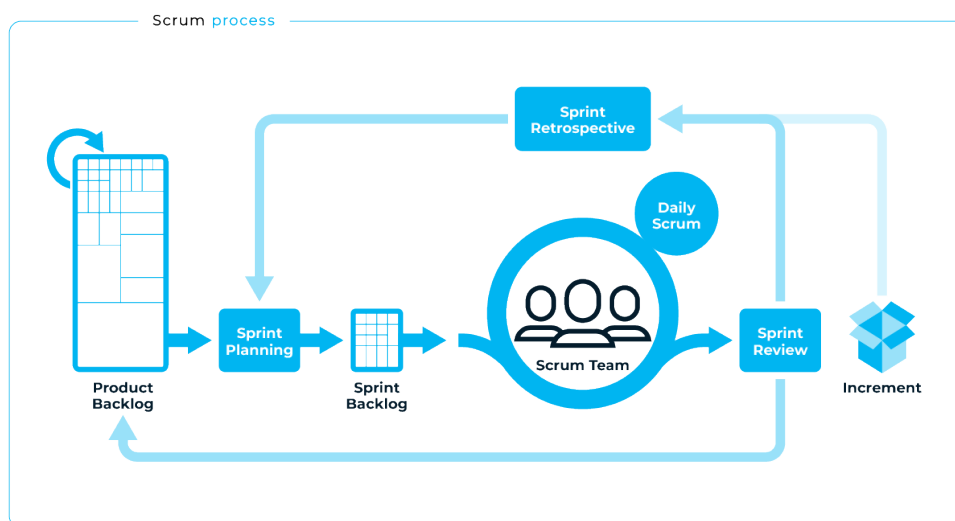 Scrum process
Sprint
Retrospective
Daily
Scrum
Sprint
Planning
Scrum Team
Sprint
Review
Product
Backlog
Sprint
Backlog
Increment